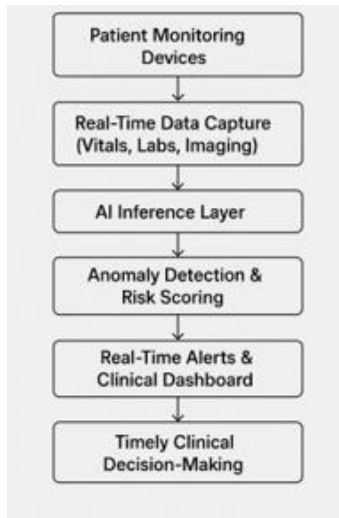 Patient Monitoring
Devices
Real-Time Data Capture
(Vitals, Labs, Imaging)
AI Inference Layer
Anomaly Detection &
Risk Scoring
Real-Time Alerts &
Clinical Dashboard
Timely Clinical
Decision-Making